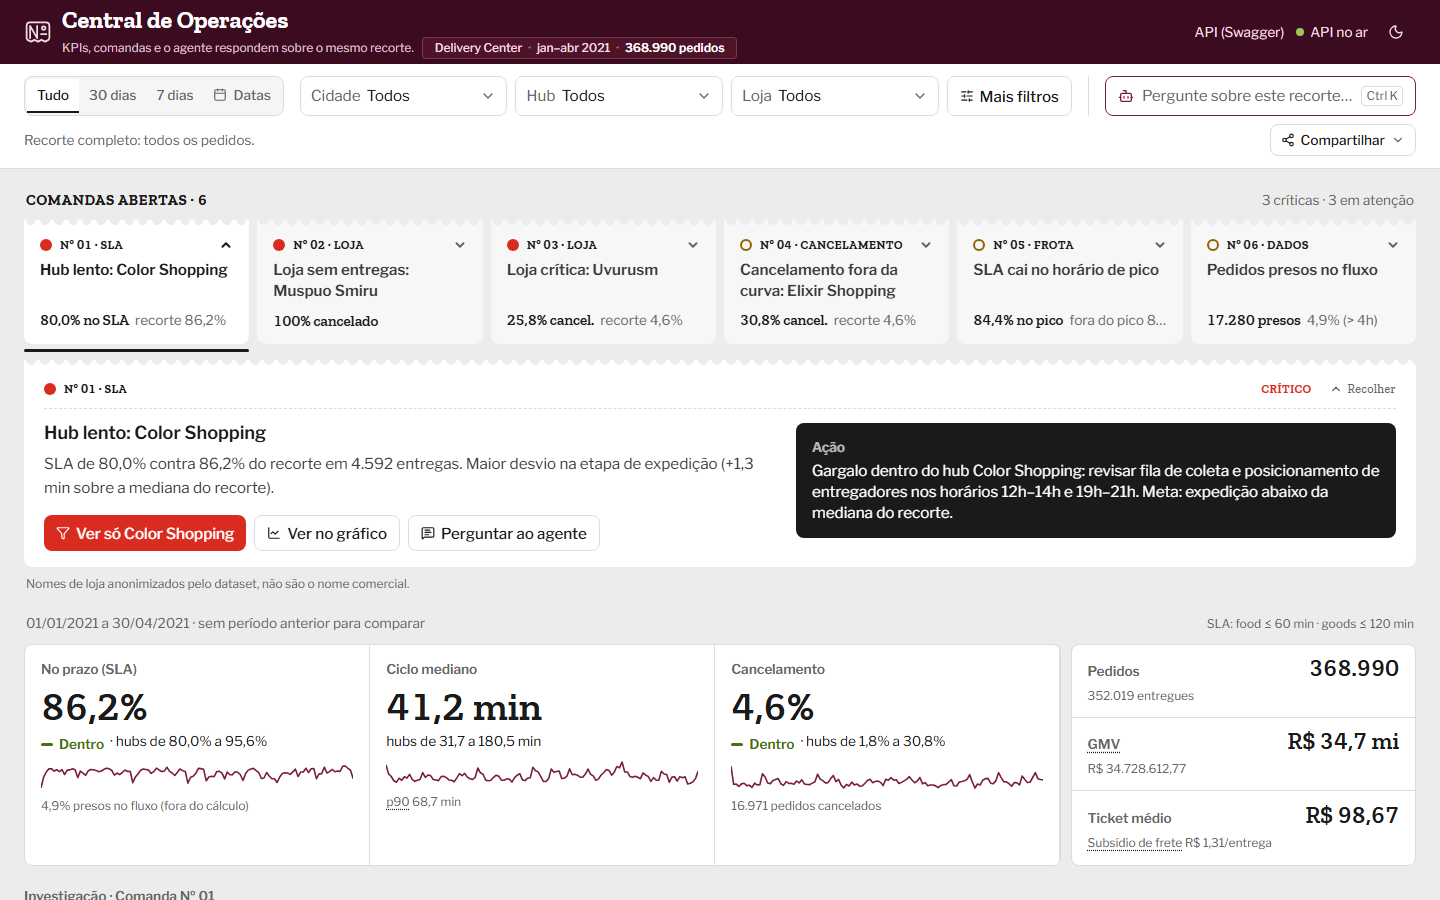 Nº
Central de Operações
KPIs, comandas e o agente respondem sobre o mesmo recorte.
Delivery Center · jan–abr 2021 · 368.990 pedidos
API (Swagger)
API no ar
Tudo
30 dias
7 dias
Datas
Cidade Todos
Hub Todos
Loja Todos
Mais filtros
Pergunte sobre este recorte...
Ctrl K
Recorte completo: todos os pedidos.
Compartilhar
COMANDAS ABERTAS · 6
3 críticas · 3 em atenção
Nº 01 · SLA
Hub lento: Color Shopping
80,0% no SLA recorte 86,2%
Nº 02 · LOJA
Loja sem entregas:
Muspuo Smiru
100% cancelado
Nº 03 · LOJA
Loja crítica: Uvurusm
25,8% cancel. recorte 4,6%
Nº 04 · CANCELAMENTO
Cancelamento fora da
curva: Elixir Shopping
30,8% cancel. recorte 4,6%
Nº 05 · FROTA
SLA cai no horário de pico
84,4% no pico fora do pico 8...
Nº 06 · DADOS
Pedidos presos no fluxo
17.280 presos 4,9% (> 4h)
Nº 01 · SLA
CRÍTICO
Recolher
Hub lento: Color Shopping
SLA de 80,0% contra 86,2% do recorte em 4.592 entregas. Maior desvio na etapa de expedição (+1,3
min sobre a mediana do recorte).
Ver só Color Shopping
Ver no gráfico
Perguntar ao agente
Ação
Gargalo dentro do hub Color Shopping: revisar fila de coleta e posicionamento de
entregadores nos horários 12h–14h e 19h–21h. Meta: expedição abaixo da
mediana do recorte.
Nomes de loja anonimizados pelo dataset, não são o nome comercial.
01/01/2021 a 30/04/2021 · sem período anterior para comparar
SLA: food ≤ 60 min · goods ≤ 120 min
No prazo (SLA)
86,2%
Dentro · hubs de 80,0% a 95,6%
4,9% presos no fluxo (fora do cálculo)
Ciclo mediano
41,2 min
hubs de 31,7 a 180,5 min
p90 68,7 min
Cancelamento
4,6%
Dentro · hubs de 1,8% a 30,8%
16.971 pedidos cancelados
Pedidos
368.990
352.019 entregues
GMV
R$ 34,7 mi
R$ 34.728.612,77
Ticket médio
R$ 98,67
Subsídio de frete R$ 1,31/entrega
Investigação · Comanda Nº 01